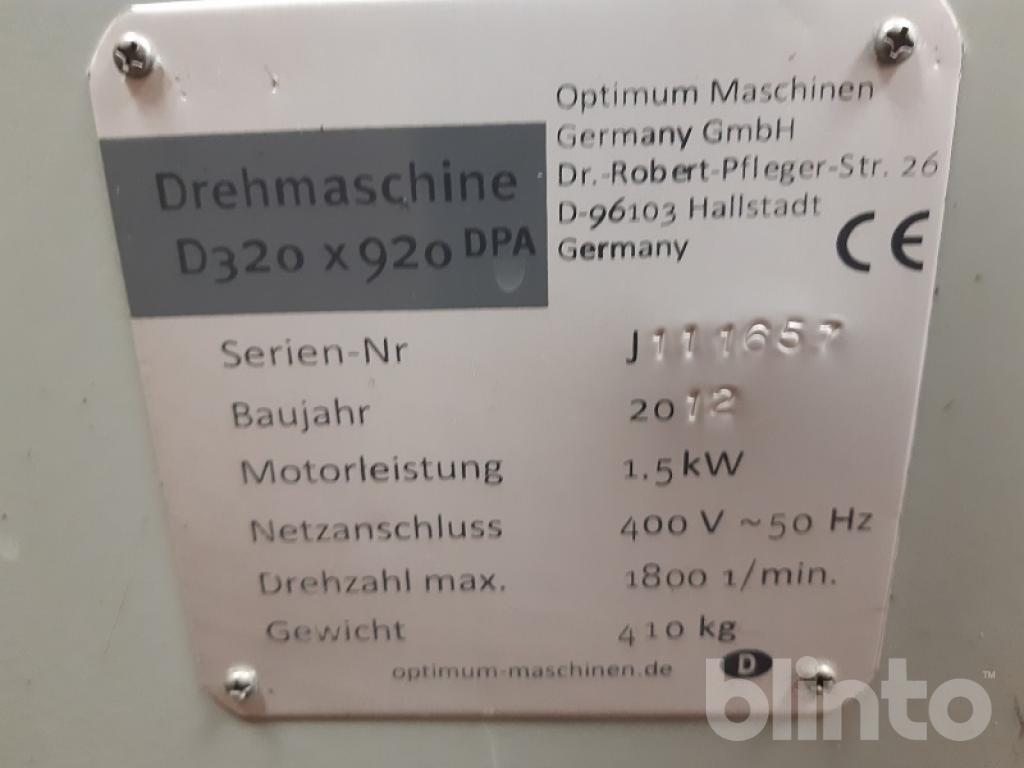 Optimum Maschinen
Germany GmbH
Dr.-Robert-Pfleger-Str. 26
D-96103 Hallstadt
Germany
CE
Drehmaschine
D320 x 920 DPA
Serien-Nr J111657
Baujahr 2012
Motorleistung 1.5 kW
Netzanschluss 400 V ~50 Hz
Drehzahl max. 1800 1/min.
Gewicht 410 kg
optimum-maschinen.de D
blinto™